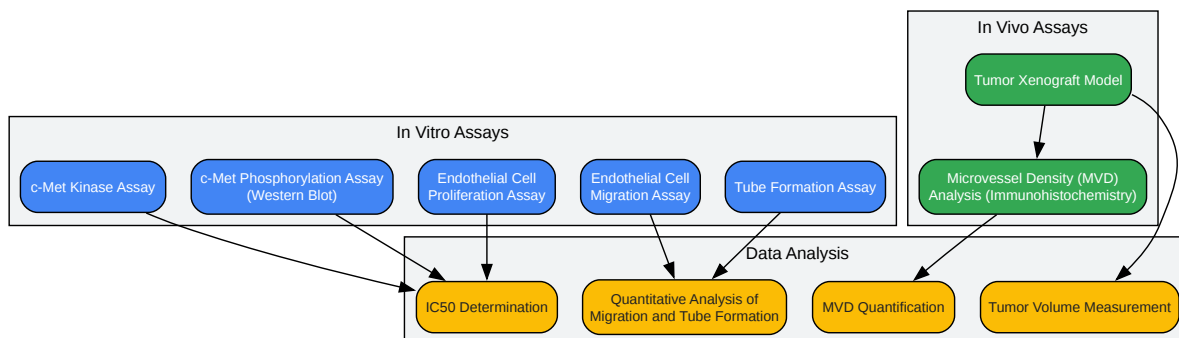 In Vivo Assays
Tumor Xenograft Model
In Vitro Assays
c-Met Kinase Assay
c-Met Phosphorylation Assay
(Western Blot)
Endothelial Cell
Proliferation Assay
Endothelial Cell
Migration Assay
Tube Formation Assay
Microvessel Density (MVD)
Analysis (Immunohistochemistry)
Data Analysis
IC50 Determination
Quantitative Analysis of
Migration and Tube Formation
MVD Quantification
Tumor Volume Measurement